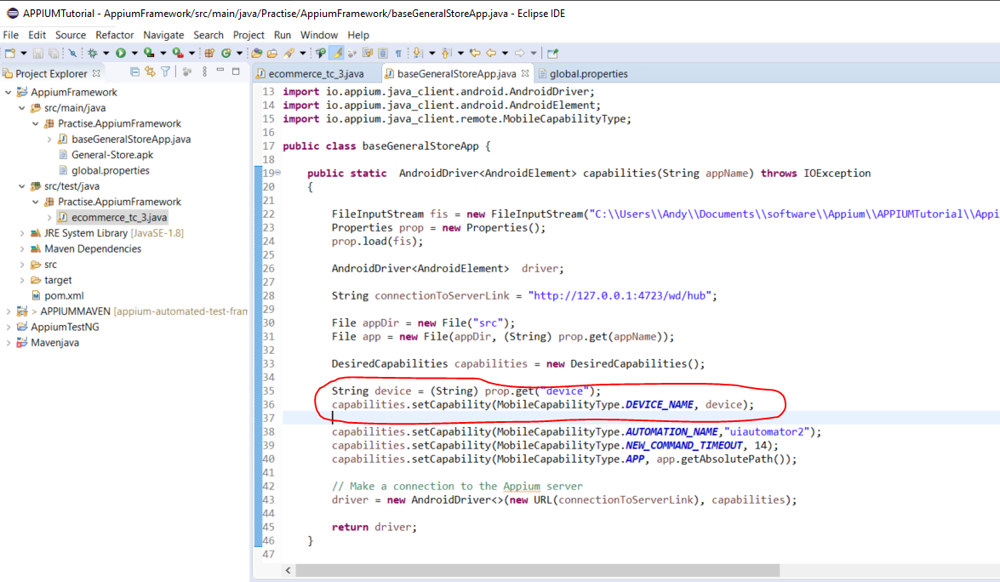 APPIUMTutorial - AppiumFramework/src/main/java/Practise/AppiumFramework/baseGeneralStoreApp.java - Eclipse IDE
File Edit Source Refactor Navigate Search Project Run Window Help
Project Explorer
AppiumFramework
src/main/java
Practise.AppiumFramework
baseGeneralStoreApp.java
General-Store.apk
global.properties
src/test/java
Practise.AppiumFramework
ecommerce_tc_3.java
JRE System Library [JavaSE-1.8]
Maven Dependencies
src
target
pom.xml
> APPIUMMAVEN [appium-automated-test-fran
AppiumTestNG
Mavenjava
ecommerce_tc_3.java baseGeneralStoreApp.java global.properties
13 import io.appium.java_client.android.AndroidDriver;
14 import io.appium.java_client.android.AndroidElement;
15 import io.appium.java_client.remote.MobileCapabilityType;
16
17 public class baseGeneralStoreApp {
18
19 public static AndroidDriver<AndroidElement> capabilities(String appName) throws IOException
20 {
21
22 FileInputStream fis = new FileInputStream("C:\\Users\\Andy\\Documents\\software\\Appium\\APPIUMTutorial\\Appi
23 Properties prop = new Properties();
24 prop.load(fis);
25
26 AndroidDriver<AndroidElement> driver;
27
28 String connectionToServerLink = "http://127.0.0.1:4723/wd/hub";
29
30 File appDir = new File("src");
31 File app = new File(appDir, (String) prop.get(appName));
32
33 DesiredCapabilities capabilities = new DesiredCapabilities();
34
35 String device = (String) prop.get("device");
36 capabilities.setCapability(MobileCapabilityType.DEVICE_NAME, device);
37
38 capabilities.setCapability(MobileCapabilityType.AUTOMATION_NAME,"uiautomator2");
39 capabilities.setCapability(MobileCapabilityType.NEW_COMMAND_TIMEOUT, 14);
40 capabilities.setCapability(MobileCapabilityType.APP, app.getAbsolutePath());
41
42 // Make a connection to the Appium server
43 driver = new AndroidDriver<>(new URL(connectionToServerLink), capabilities);
44
45 return driver;
46 }
47